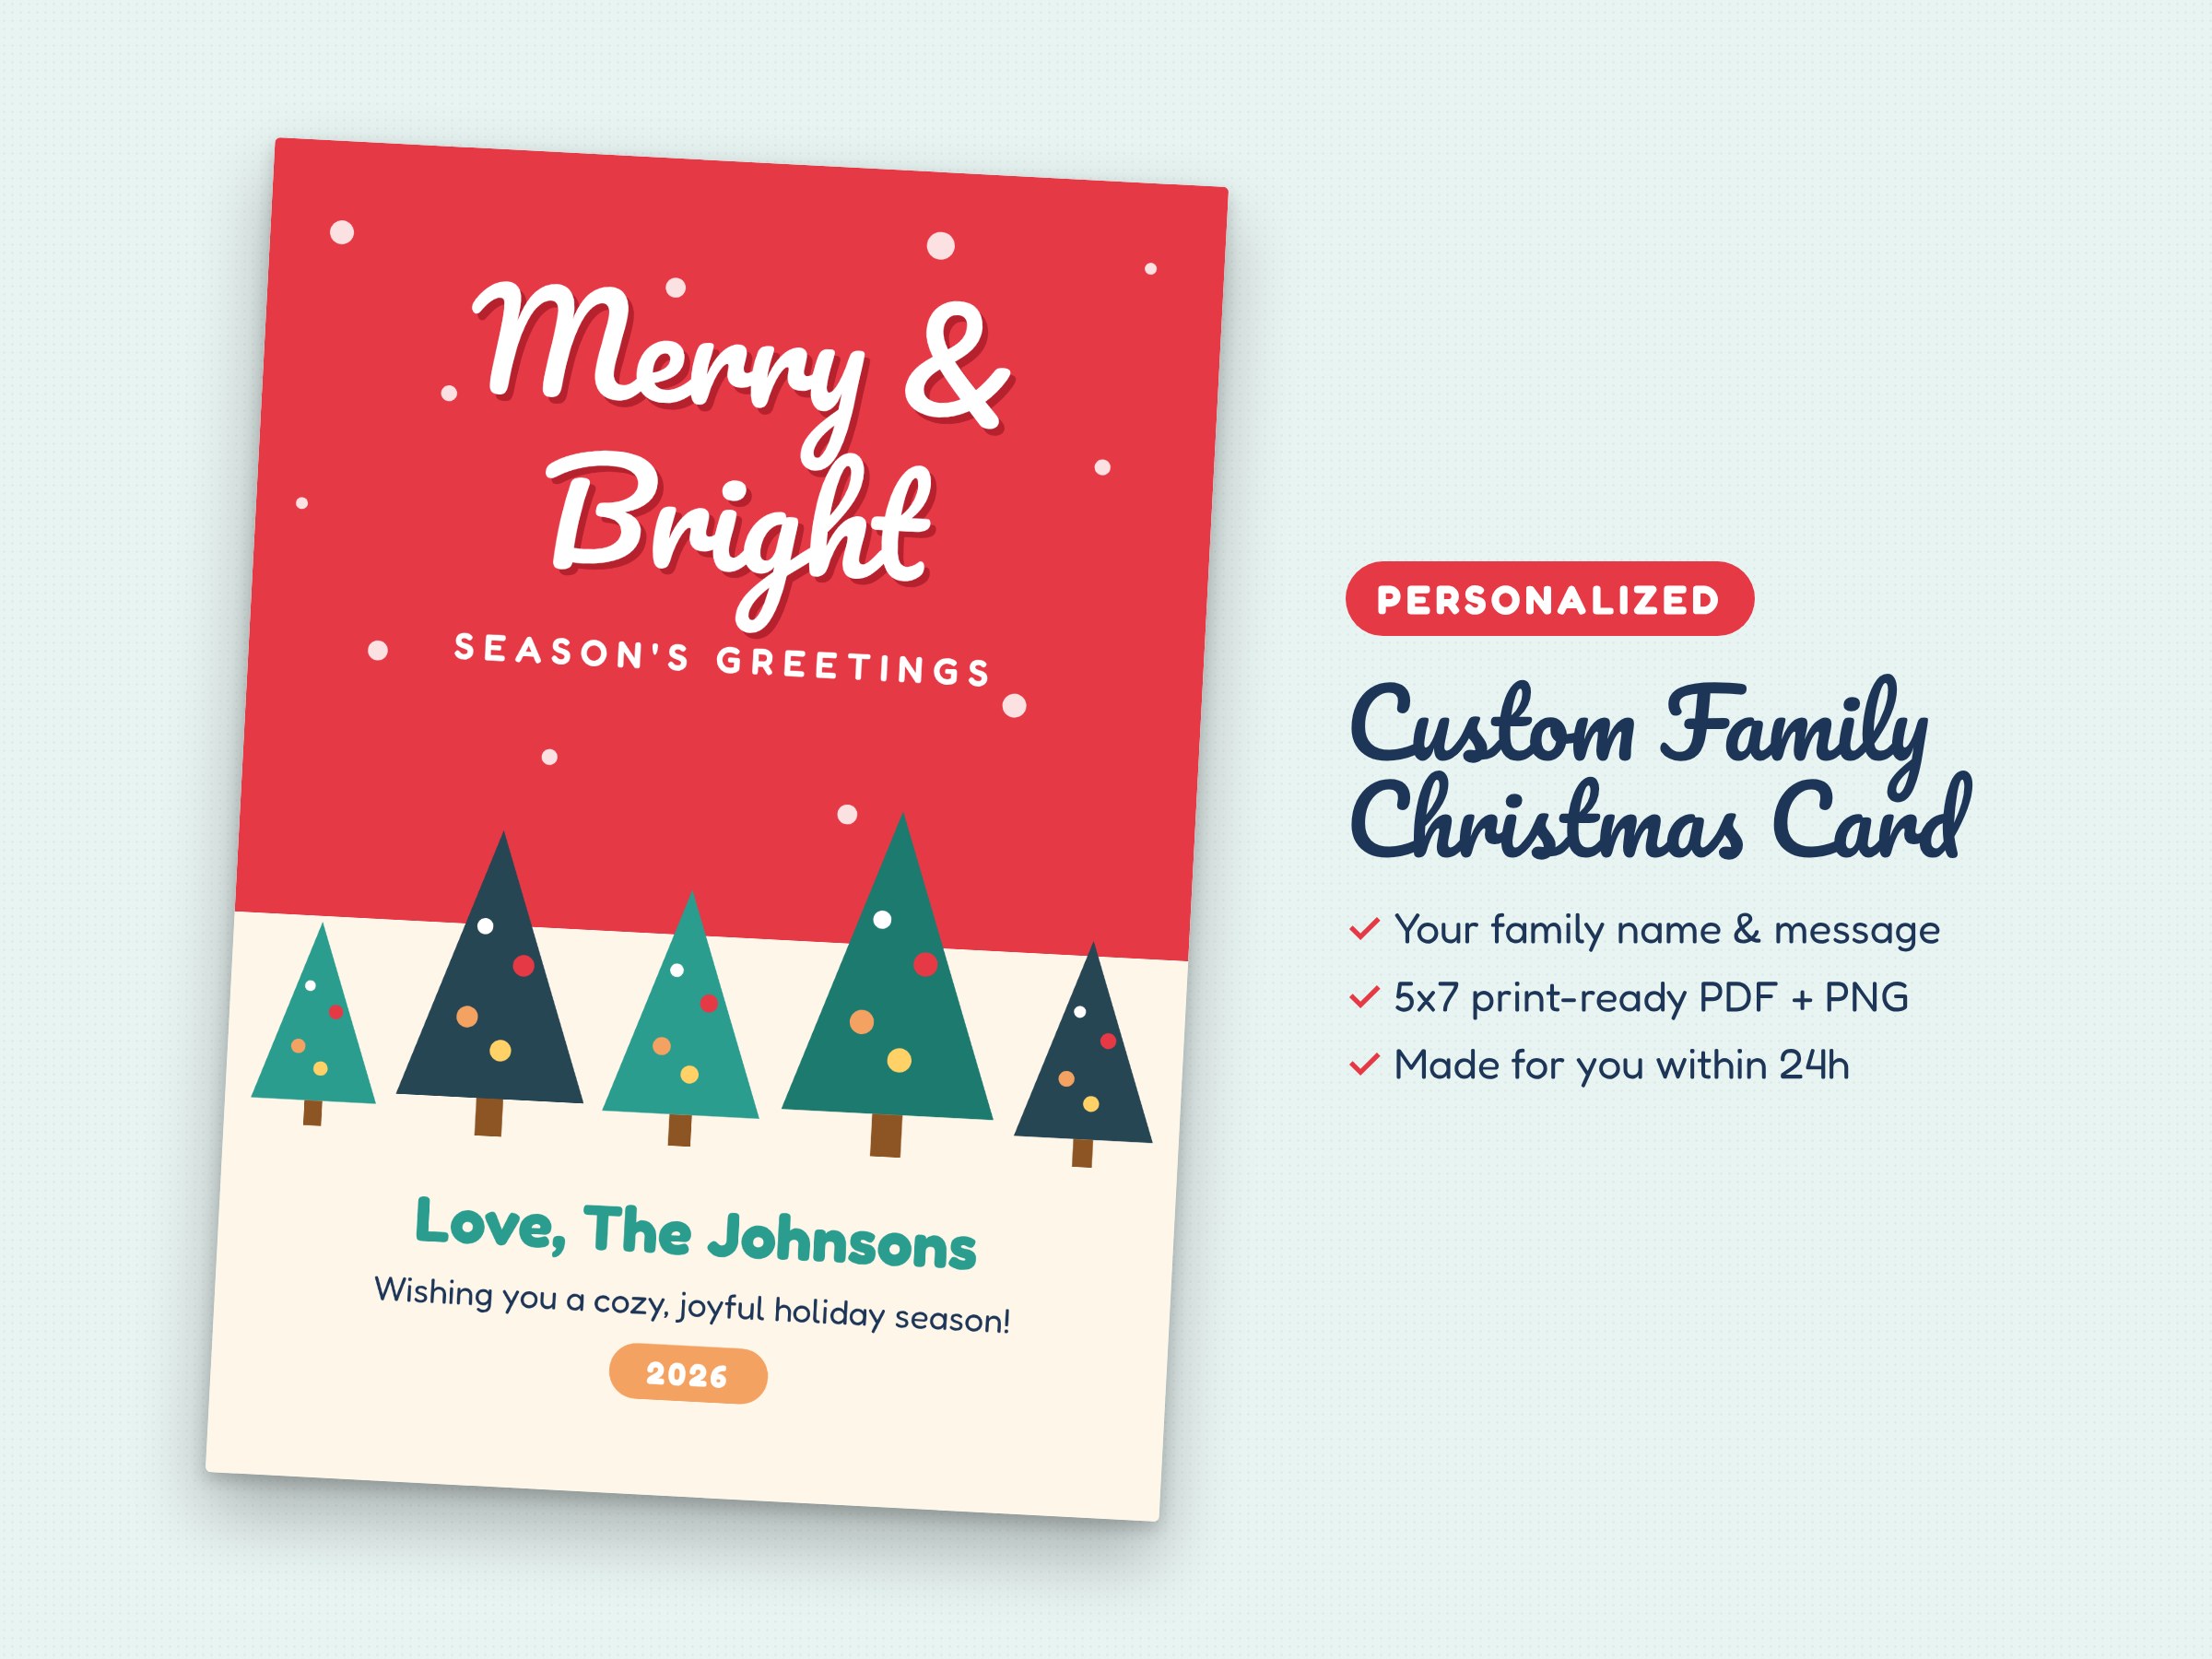 Merry &
Bright
SEASON'S GREETINGS
Love, The Johnsons
Wishing you a cozy, joyful holiday season!
2026
PERSONALIZED
Custom Family
Christmas Card
Your family name & message
5x7 print-ready PDF + PNG
Made for you within 24h